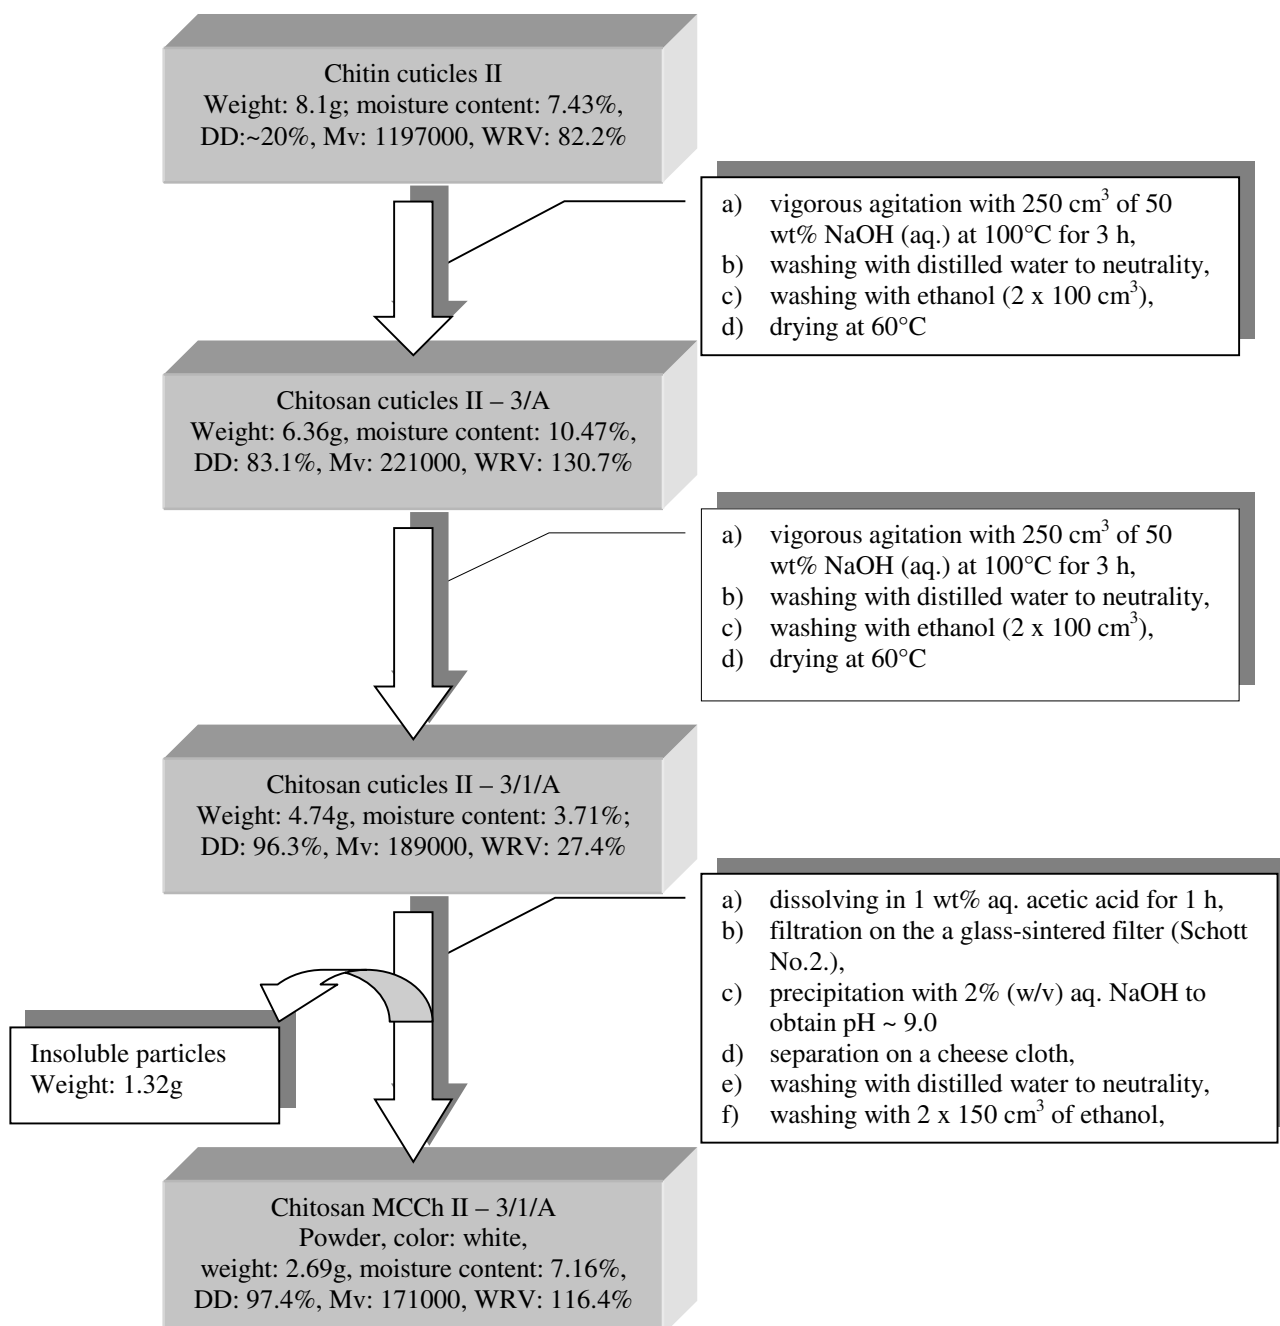 Chitin cuticles II
Weight: 8.1g; moisture content: 7.43%,
DD:~20%, Mv: 1197000, WRV: 82.2%
a) vigorous agitation with 250 cm³ of 50
wt% NaOH (aq.) at 100°C for 3 h,
b) washing with distilled water to neutrality,
c) washing with ethanol (2 x 100 cm³),
d) drying at 60°C
Chitosan cuticles II – 3/A
Weight: 6.36g, moisture content: 10.47%,
DD: 83.1%, Mv: 221000, WRV: 130.7%
a) vigorous agitation with 250 cm³ of 50
wt% NaOH (aq.) at 100°C for 3 h,
b) washing with distilled water to neutrality,
c) washing with ethanol (2 x 100 cm³),
d) drying at 60°C
Chitosan cuticles II – 3/1/A
Weight: 4.74g, moisture content: 3.71%;
DD: 96.3%, Mv: 189000, WRV: 27.4%
a) dissolving in 1 wt% aq. acetic acid for 1 h,
b) filtration on the a glass-sintered filter (Schott
No.2.),
c) precipitation with 2% (w/v) aq. NaOH to
obtain pH ~ 9.0
d) separation on a cheese cloth,
e) washing with distilled water to neutrality,
f) washing with 2 x 150 cm³ of ethanol,
Insoluble particles
Weight: 1.32g
Chitosan MCCh II – 3/1/A
Powder, color: white,
weight: 2.69g, moisture content: 7.16%,
DD: 97.4%, Mv: 171000, WRV: 116.4%